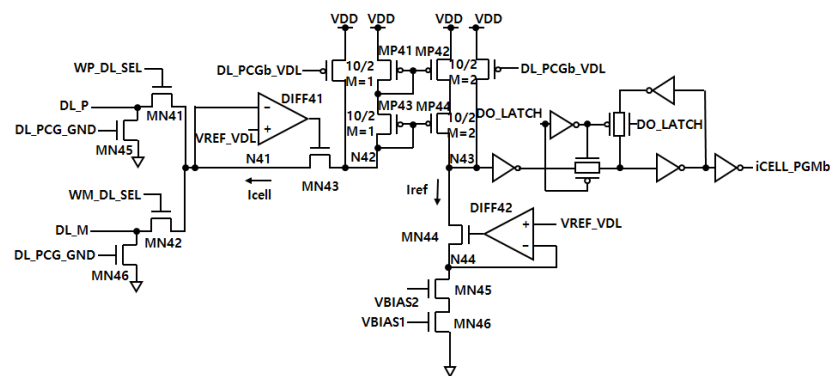 VDD VDD VDD VDD
WP_DL_SEL
DL_PCGb_VDL
MP41 MP42
10/2 M=1
10/2 M=2
DL_PCGb_VDL
DL_P
MN41
DIFF41
MP43 MP44
DO_LATCH
DO_LATCH
DL_PCG_GND
VREF_VDL
10/2 M=1
10/2 M=2
MN45
N41
MN43
N42
N43
iCELL_PGMb
Icell
Iref
WM_DL_SEL
DL_M
MN42
DIFF42
VREF_VDL
MN44
DL_PCG_GND
MN46
N44
VBIAS2
MN45
VBIAS1
MN46